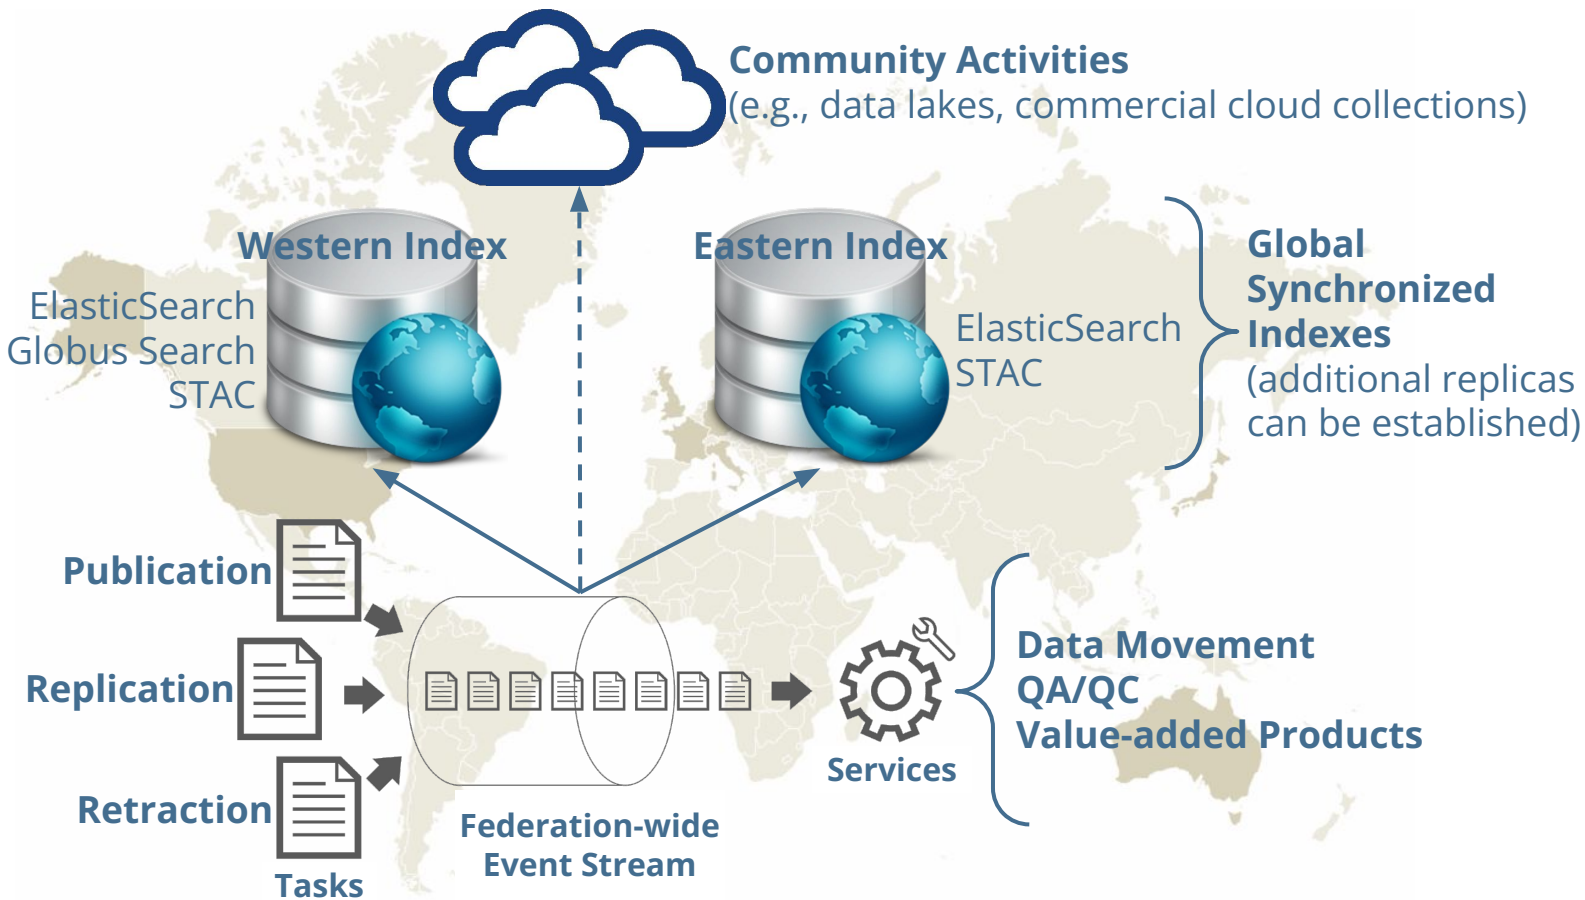 Community Activities
(e.g., data lakes, commercial cloud collections)
Western Index
ElasticSearch
Globus Search
STAC
Eastern Index
ElasticSearch
STAC
Global
Synchronized
Indexes
(additional replicas
can be established)
Publication
Replication
Retraction
Tasks
Federation-wide
Event Stream
Services
Data Movement
QA/QC
Value-added Products